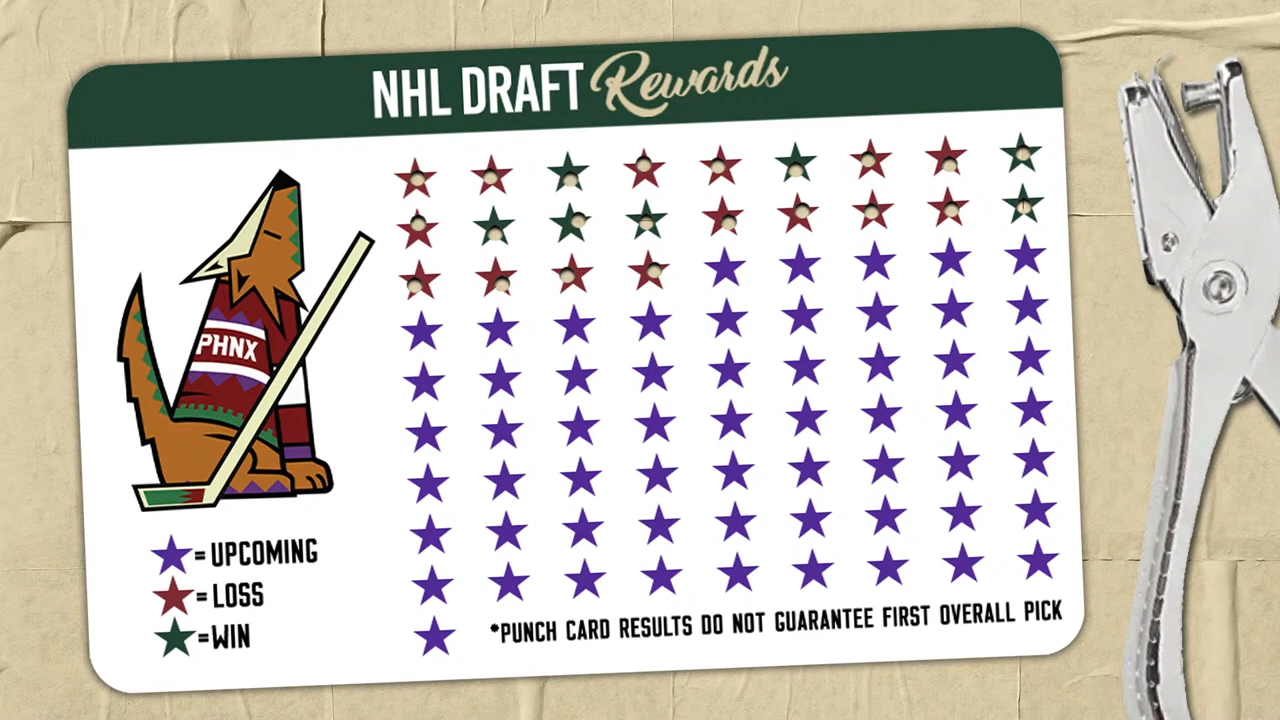 NHL DRAFT Rewards
PHNX
= UPCOMING
= LOSS
=WIN
*PUNCH CARD RESULTS DO NOT GUARANTEE FIRST OVERALL PICK